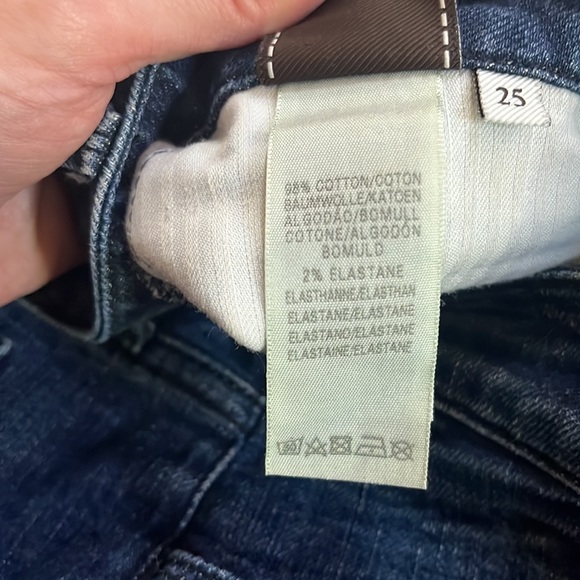 25
98% COTTON/COTON
BAUMWOLLE/KATOEN
ALGODÃO/BOMULL
COTONE/ALGODÓN
BOMULD
2% ELASTANE
ELASTHANNE/ELASTHAN
ELASTANE/ELASTANE
ELASTANO/ELASTANE
ELASTAINE/ELASTANE